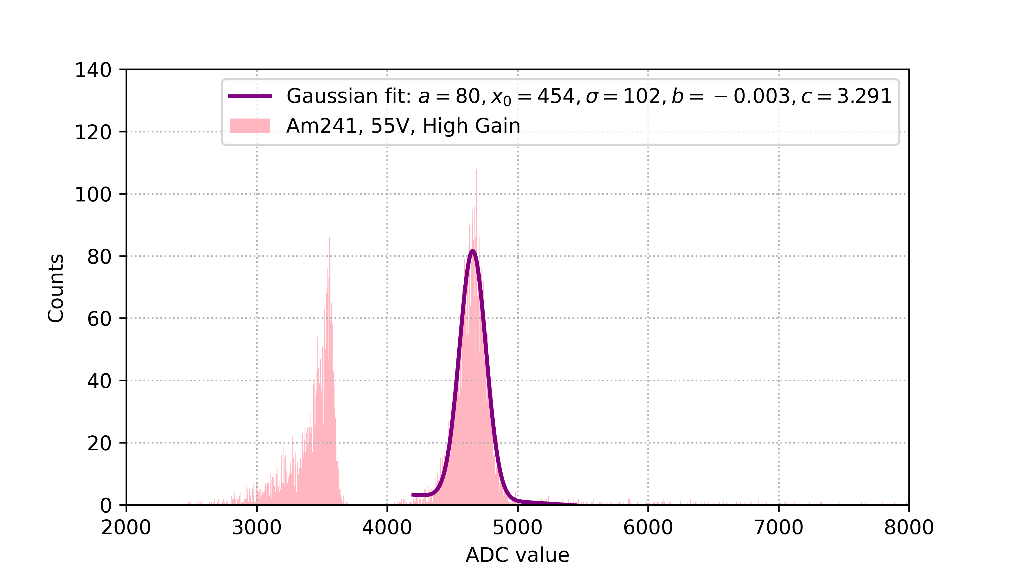 Gaussian fit: a = 80, x₀ = 454, σ = 102, b = −0.003, c = 3.291
Am241, 55V, High Gain
140
120
100
80
60
40
20
0
Counts
2000 3000 4000 5000 6000 7000 8000
ADC value